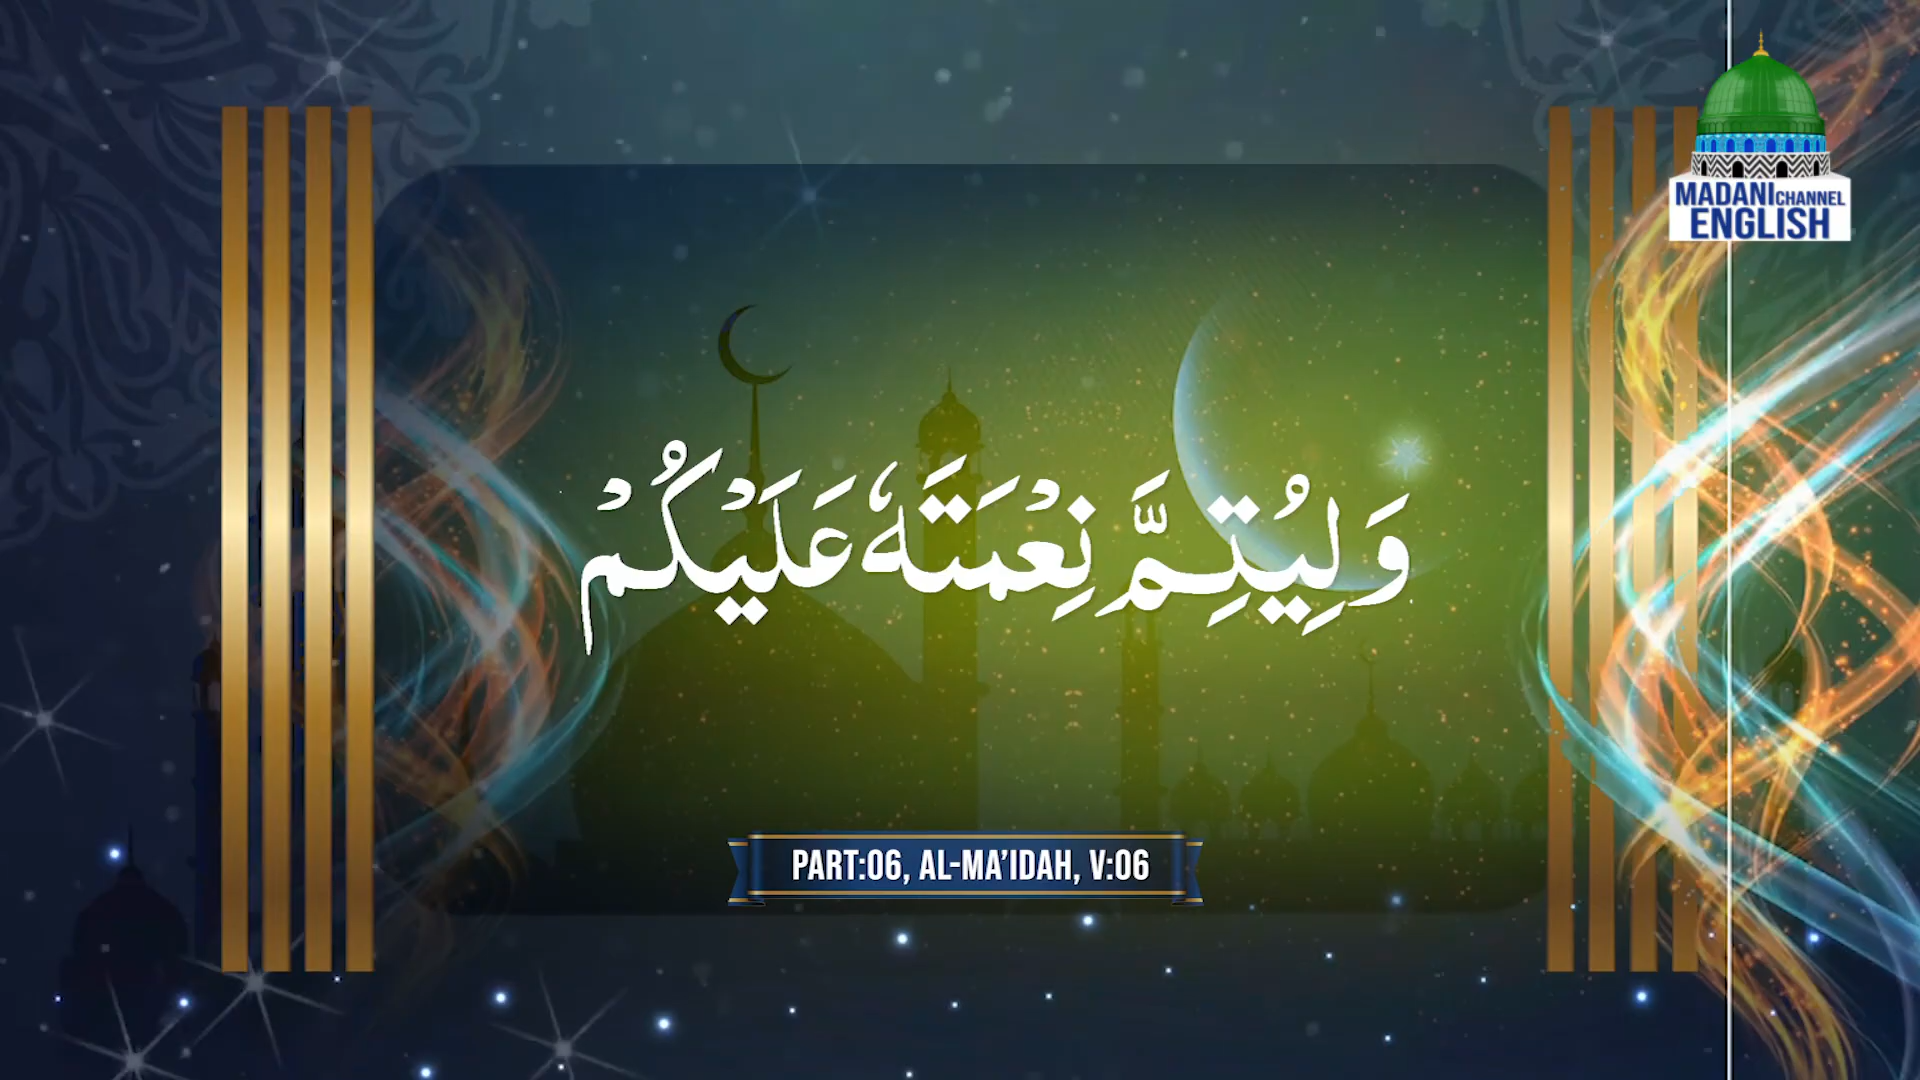 MADANI CHANNEL
ENGLISH
وَلِيُتِمَّ نِعْمَتَهٗ عَلَيْكُمْ
PART:06, AL-MA'IDAH, V:06